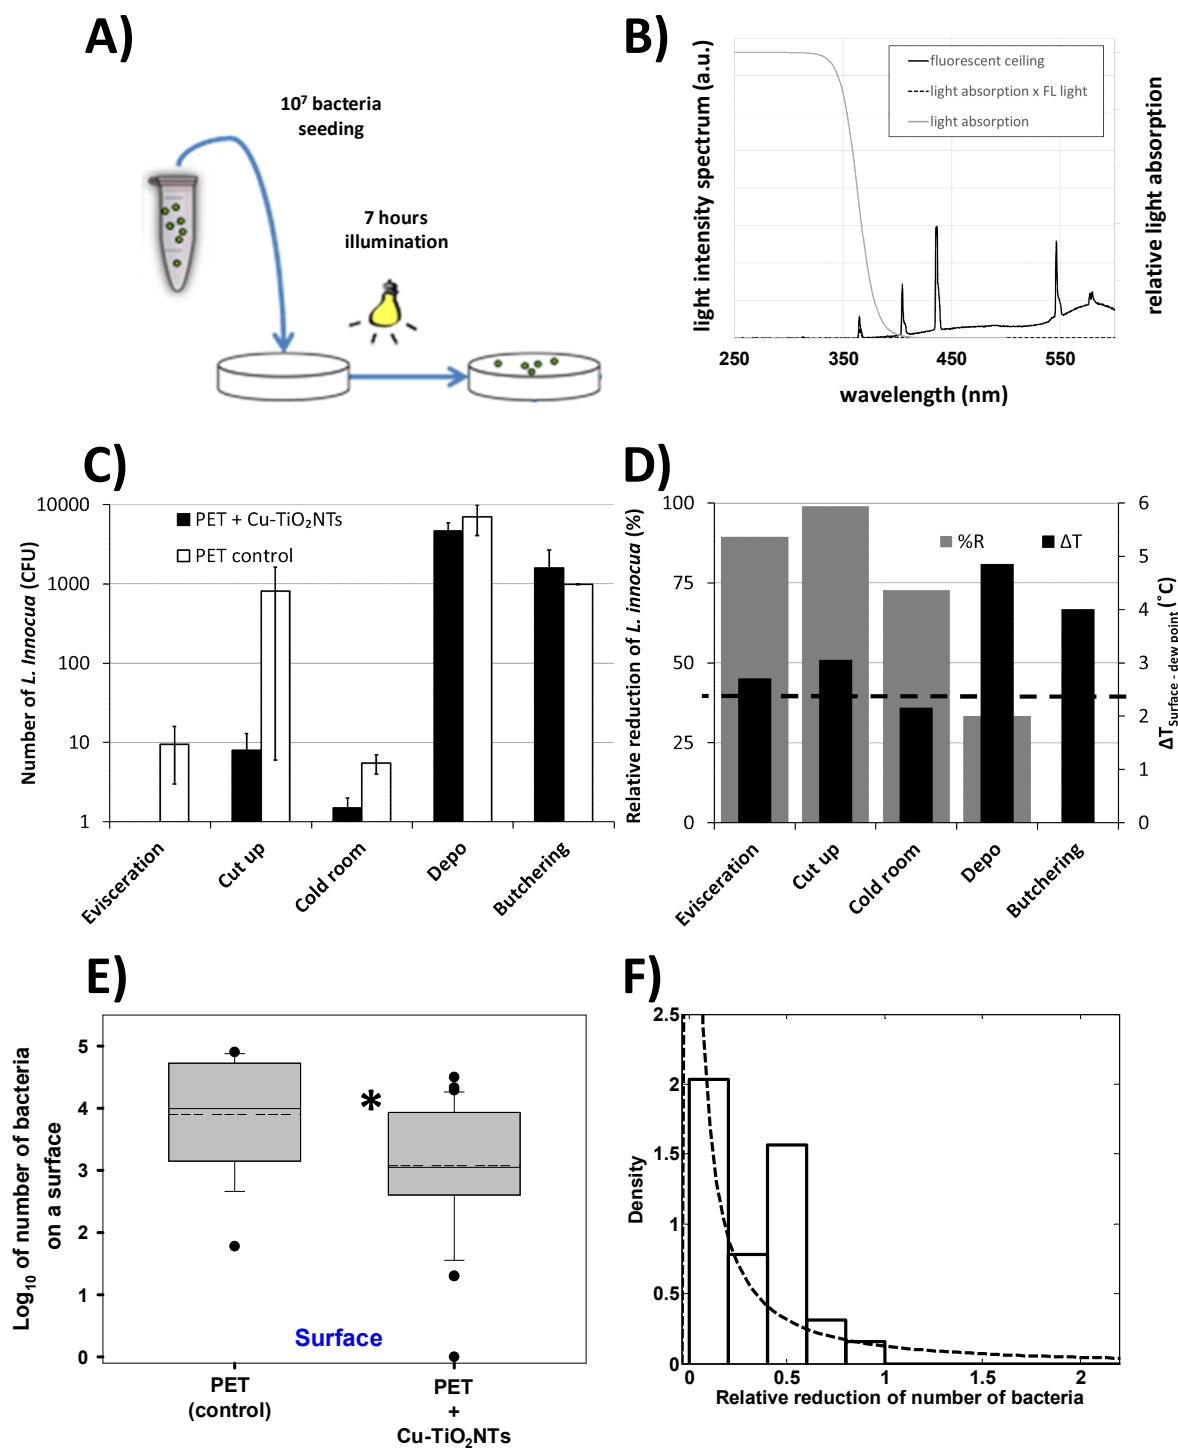 A)
10⁷ bacteria
seeding
7 hours
illumination
B)
light intensity spectrum (a.u.)
fluorescent ceiling
light absorption x FL light
light absorption
relative light absorption
250
350
450
550
wavelength (nm)
C)
Number of L. Innocua (CFU)
10000
1000
100
10
1
PET + Cu-TiO₂NTs
PET control
Evisceration
Cut up
Cold room
Depo
Butchering
D)
Relative reduction of L. innocua (%)
100
75
50
25
0
%R
ΔT
6
5
4
3
2
1
0
ΔT Surface - dew point (˚C)
Evisceration
Cut up
Cold room
Depo
Butchering
E)
Log₁₀ of number of bacteria
on a surface
5
4
3
2
1
0
*
Surface
PET
(control)
PET
+
Cu-TiO₂NTs
F)
Density
2.5
2
1.5
1
0.5
0
0
0.5
1
1.5
2
Relative reduction of number of bacteria